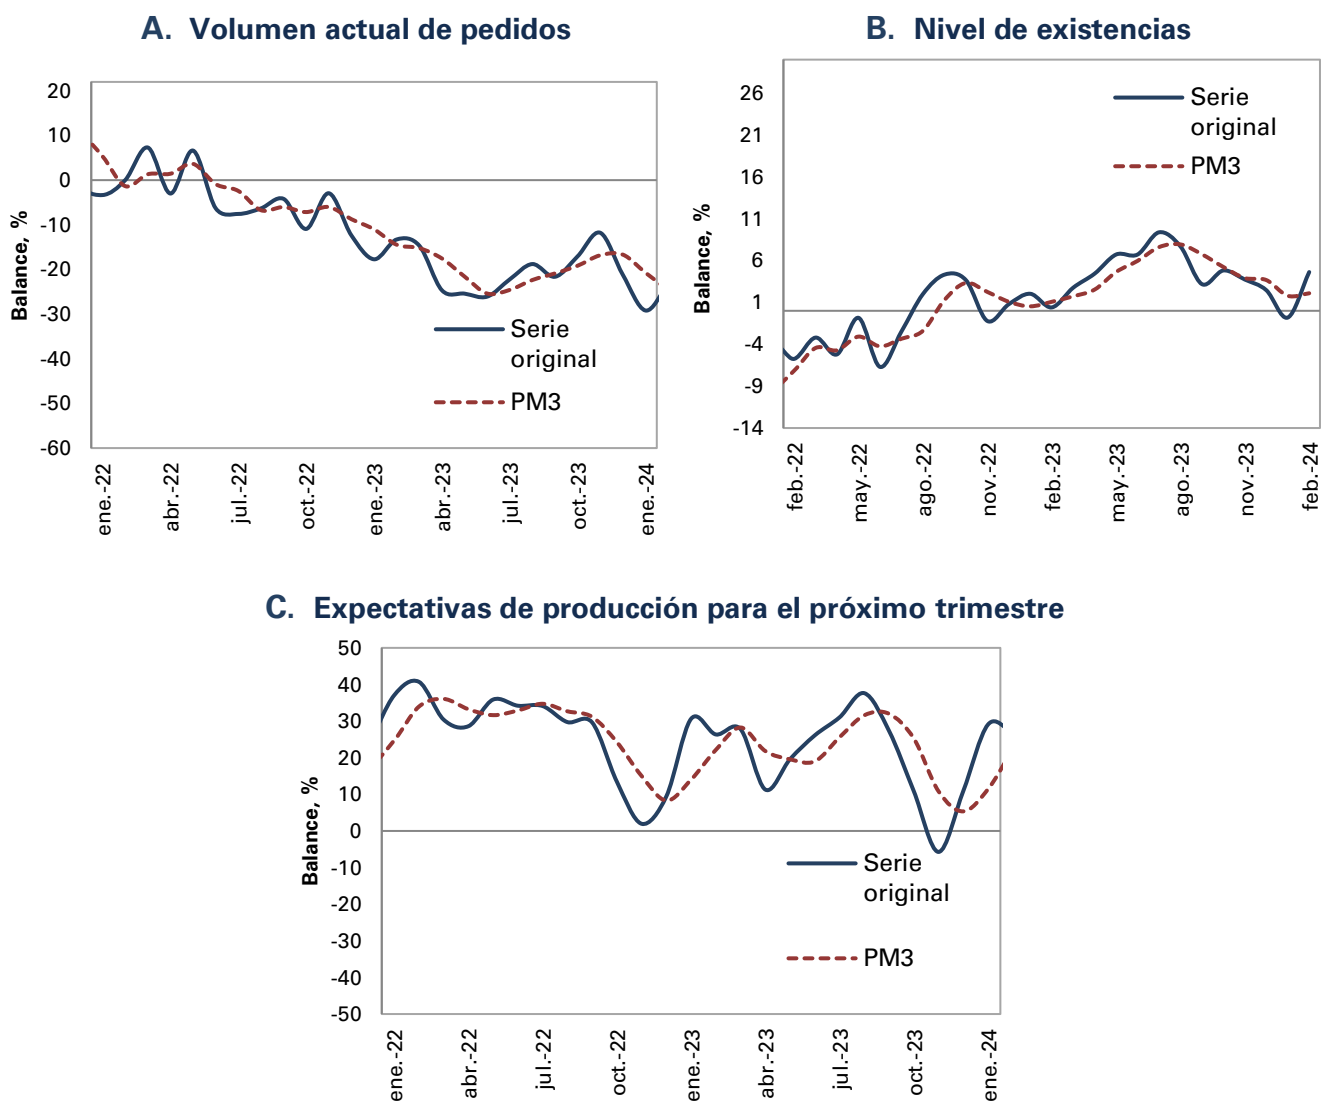 A. Volumen actual de pedidos
20
10
0
-10
-20
-30
-40
-50
-60
Balance, %
Serie
original
PM3
ene.-22
abr.-22
jul.-22
oct.-22
ene.-23
abr.-23
jul.-23
oct.-23
ene.-24
B. Nivel de existencias
26
21
16
11
6
1
-4
-9
-14
Balance, %
Serie
original
PM3
feb.-22
may.-22
ago.-22
nov.-22
feb.-23
may.-23
ago.-23
nov.-23
feb.-24
C. Expectativas de producción para el próximo trimestre
50
40
30
20
10
0
-10
-20
-30
-40
-50
Balance, %
Serie
original
PM3
ene.-22
abr.-22
jul.-22
oct.-22
ene.-23
abr.-23
jul.-23
oct.-23
ene.-24